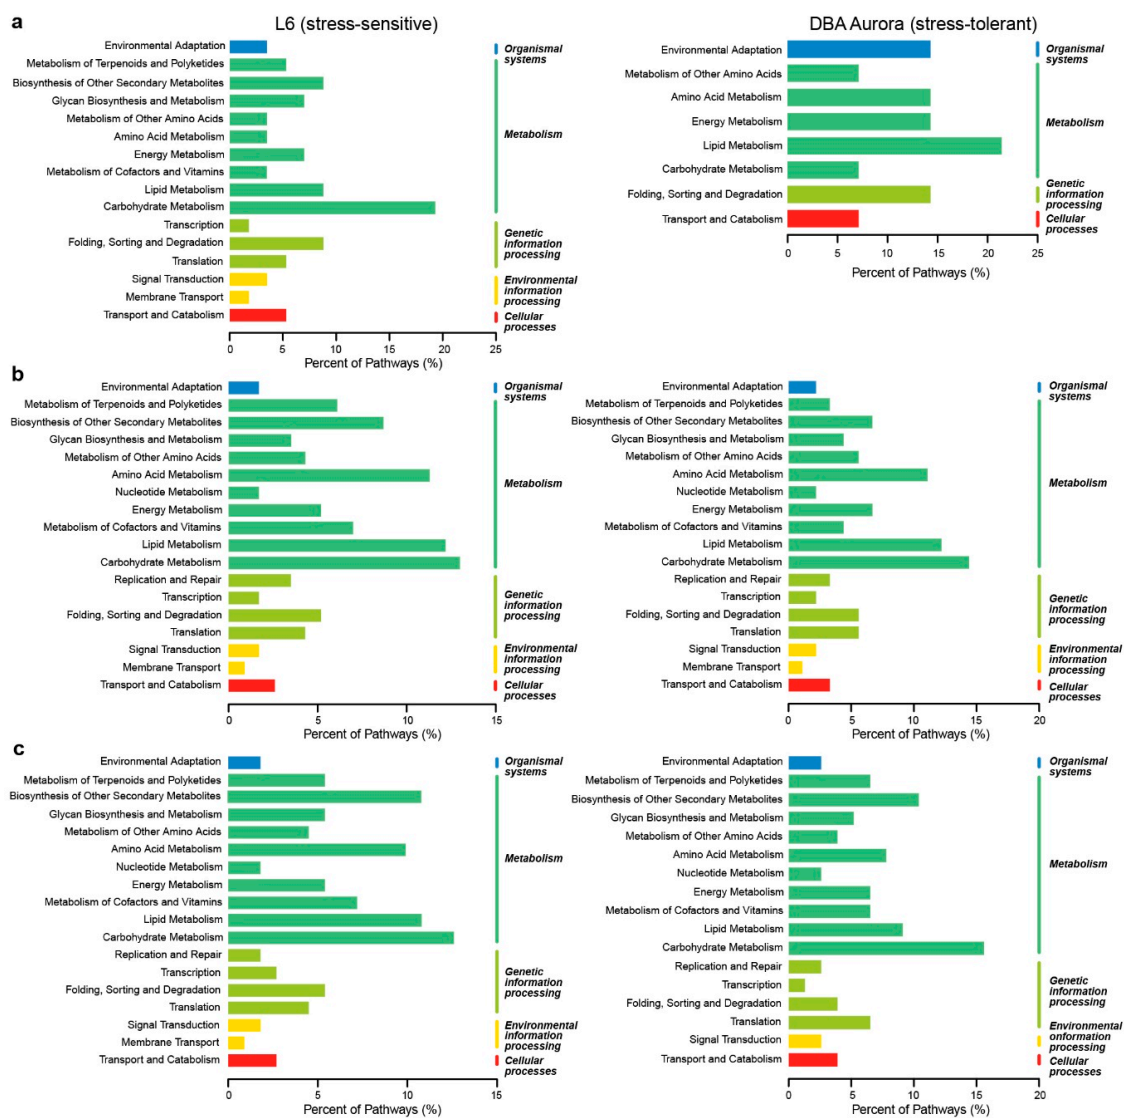 a
L6 (stress-sensitive)
DBA Aurora (stress-tolerant)
Environmental Adaptation
Metabolism of Terpenoids and Polyketides
Biosynthesis of Other Secondary Metabolites
Glycan Biosynthesis and Metabolism
Metabolism of Other Amino Acids
Amino Acid Metabolism
Energy Metabolism
Metabolism of Cofactors and Vitamins
Lipid Metabolism
Carbohydrate Metabolism
Transcription
Folding, Sorting and Degradation
Translation
Signal Transduction
Membrane Transport
Transport and Catabolism
Organismal
systems
Metabolism
Genetic
information
processing
Environmental
information
processing
Cellular
processes
0 5 10 15 20 25
Percent of Pathways (%)
Environmental Adaptation
Metabolism of Other Amino Acids
Amino Acid Metabolism
Energy Metabolism
Lipid Metabolism
Carbohydrate Metabolism
Folding, Sorting and Degradation
Transport and Catabolism
Organismal
systems
Metabolism
Genetic
information
processing
Cellular
processes
0 5 10 15 20 25
Percent of Pathways (%)
b
Environmental Adaptation
Metabolism of Terpenoids and Polyketides
Biosynthesis of Other Secondary Metabolites
Glycan Biosynthesis and Metabolism
Metabolism of Other Amino Acids
Amino Acid Metabolism
Nucleotide Metabolism
Energy Metabolism
Metabolism of Cofactors and Vitamins
Lipid Metabolism
Carbohydrate Metabolism
Replication and Repair
Transcription
Folding, Sorting and Degradation
Translation
Signal Transduction
Membrane Transport
Transport and Catabolism
Organismal
systems
Metabolism
Genetic
information
processing
Environmental
information
processing
Cellular
processes
0 5 10 15
Percent of Pathways (%)
Environmental Adaptation
Metabolism of Terpenoids and Polyketides
Biosynthesis of Other Secondary Metabolites
Glycan Biosynthesis and Metabolism
Metabolism of Other Amino Acids
Amino Acid Metabolism
Nucleotide Metabolism
Energy Metabolism
Metabolism of Cofactors and Vitamins
Lipid Metabolism
Carbohydrate Metabolism
Replication and Repair
Transcription
Folding, Sorting and Degradation
Translation
Signal Transduction
Membrane Transport
Transport and Catabolism
Organismal
systems
Metabolism
Genetic
information
processing
Environmental
information
processing
Cellular
processes
0 5 10 15 20
Percent of Pathways (%)
c
Environmental Adaptation
Metabolism of Terpenoids and Polyketides
Biosynthesis of Other Secondary Metabolites
Glycan Biosynthesis and Metabolism
Metabolism of Other Amino Acids
Amino Acid Metabolism
Nucleotide Metabolism
Energy Metabolism
Metabolism of Cofactors and Vitamins
Lipid Metabolism
Carbohydrate Metabolism
Replication and Repair
Transcription
Folding, Sorting and Degradation
Translation
Signal Transduction
Membrane Transport
Transport and Catabolism
Organismal
systems
Metabolism
Genetic
information
processing
Environmental
information
processing
Cellular
processes
0 5 10 15
Percent of Pathways (%)
Environmental Adaptation
Metabolism of Terpenoids and Polyketides
Biosynthesis of Other Secondary Metabolites
Glycan Biosynthesis and Metabolism
Metabolism of Other Amino Acids
Amino Acid Metabolism
Nucleotide Metabolism
Energy Metabolism
Metabolism of Cofactors and Vitamins
Lipid Metabolism
Carbohydrate Metabolism
Replication and Repair
Transcription
Folding, Sorting and Degradation
Translation
Signal Transduction
Transport and Catabolism
Organismal
systems
Metabolism
Genetic
information
processing
Environmental
onformation
processing
Cellular
processes
0 5 10 15 20
Percent of Pathways (%)